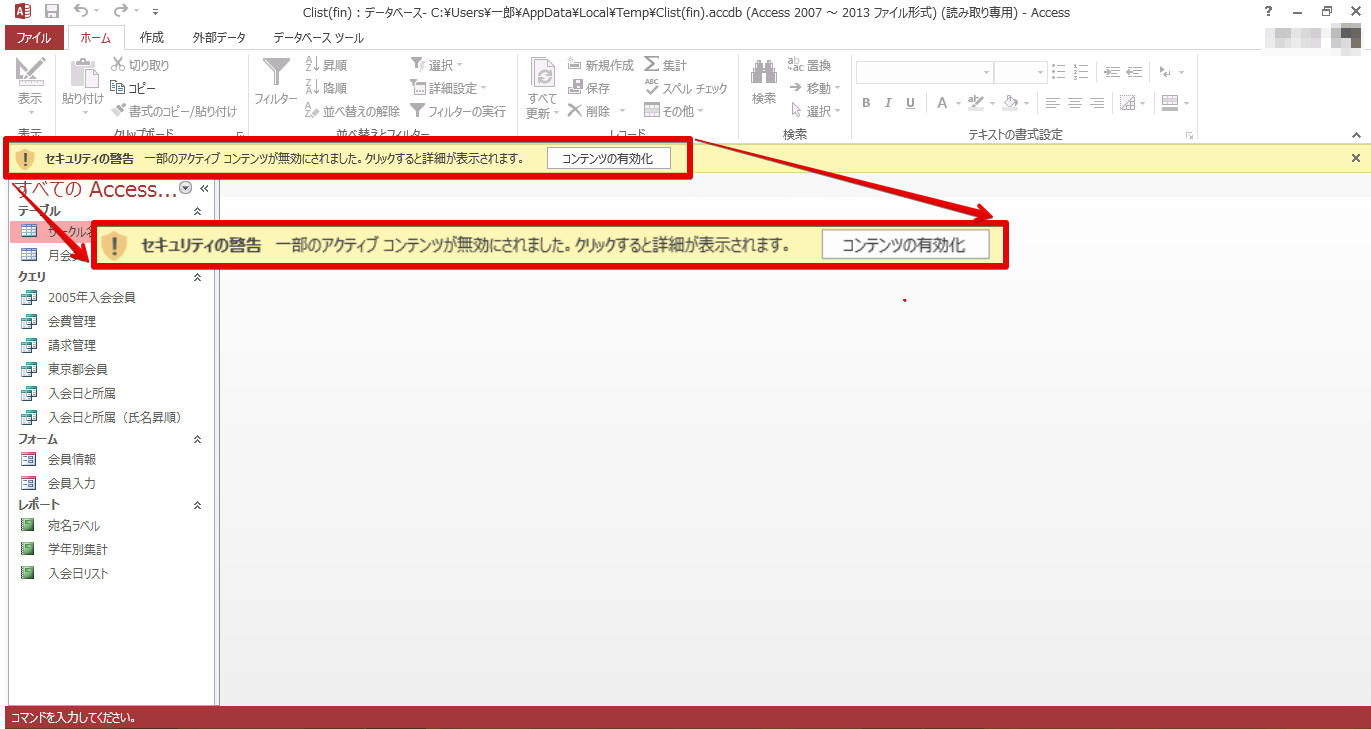 Clist(fin) : データベース- C:¥Users¥一郎¥AppData¥Local¥Temp¥Clist(fin).accdb (Access 2007 ～ 2013 ファイル形式) (読み取り専用) - Access
ファイル ホーム 作成 外部データ データベース ツール
表示
貼り付け
切り取り
コピー
書式のコピー/貼り付け
クリップボード
フィルター
昇順
降順
並べ替えの解除
選択
詳細設定
フィルターの実行
並べ替えとフィルター
すべて
更新
新規作成
保存
削除
集計
スペル チェック
その他
レコード
検索
置換
移動
選択
検索
B I U A
テキストの書式設定
表示
セキュリティの警告 一部のアクティブ コンテンツが無効にされました。クリックすると詳細が表示されます。 コンテンツの有効化
すべての Access...
テーブル
サークル名
月会
セキュリティの警告 一部のアクティブ コンテンツが無効にされました。クリックすると詳細が表示されます。 コンテンツの有効化
クエリ
2005年入会会員
会費管理
請求管理
東京都会員
入会日と所属
入会日と所属（氏名昇順）
フォーム
会員情報
会員入力
レポート
宛名ラベル
学年別集計
入会日リスト
コマンドを入力してください。